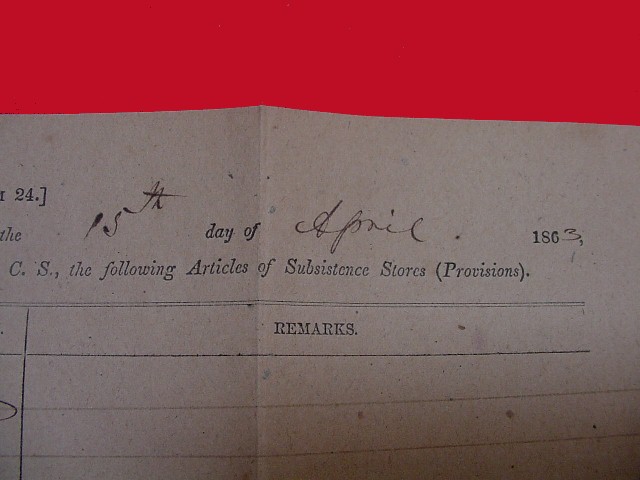 24.]
the 15th day of April. 1863,
C. S., the following Articles of Subsistence Stores (Provisions).
REMARKS.